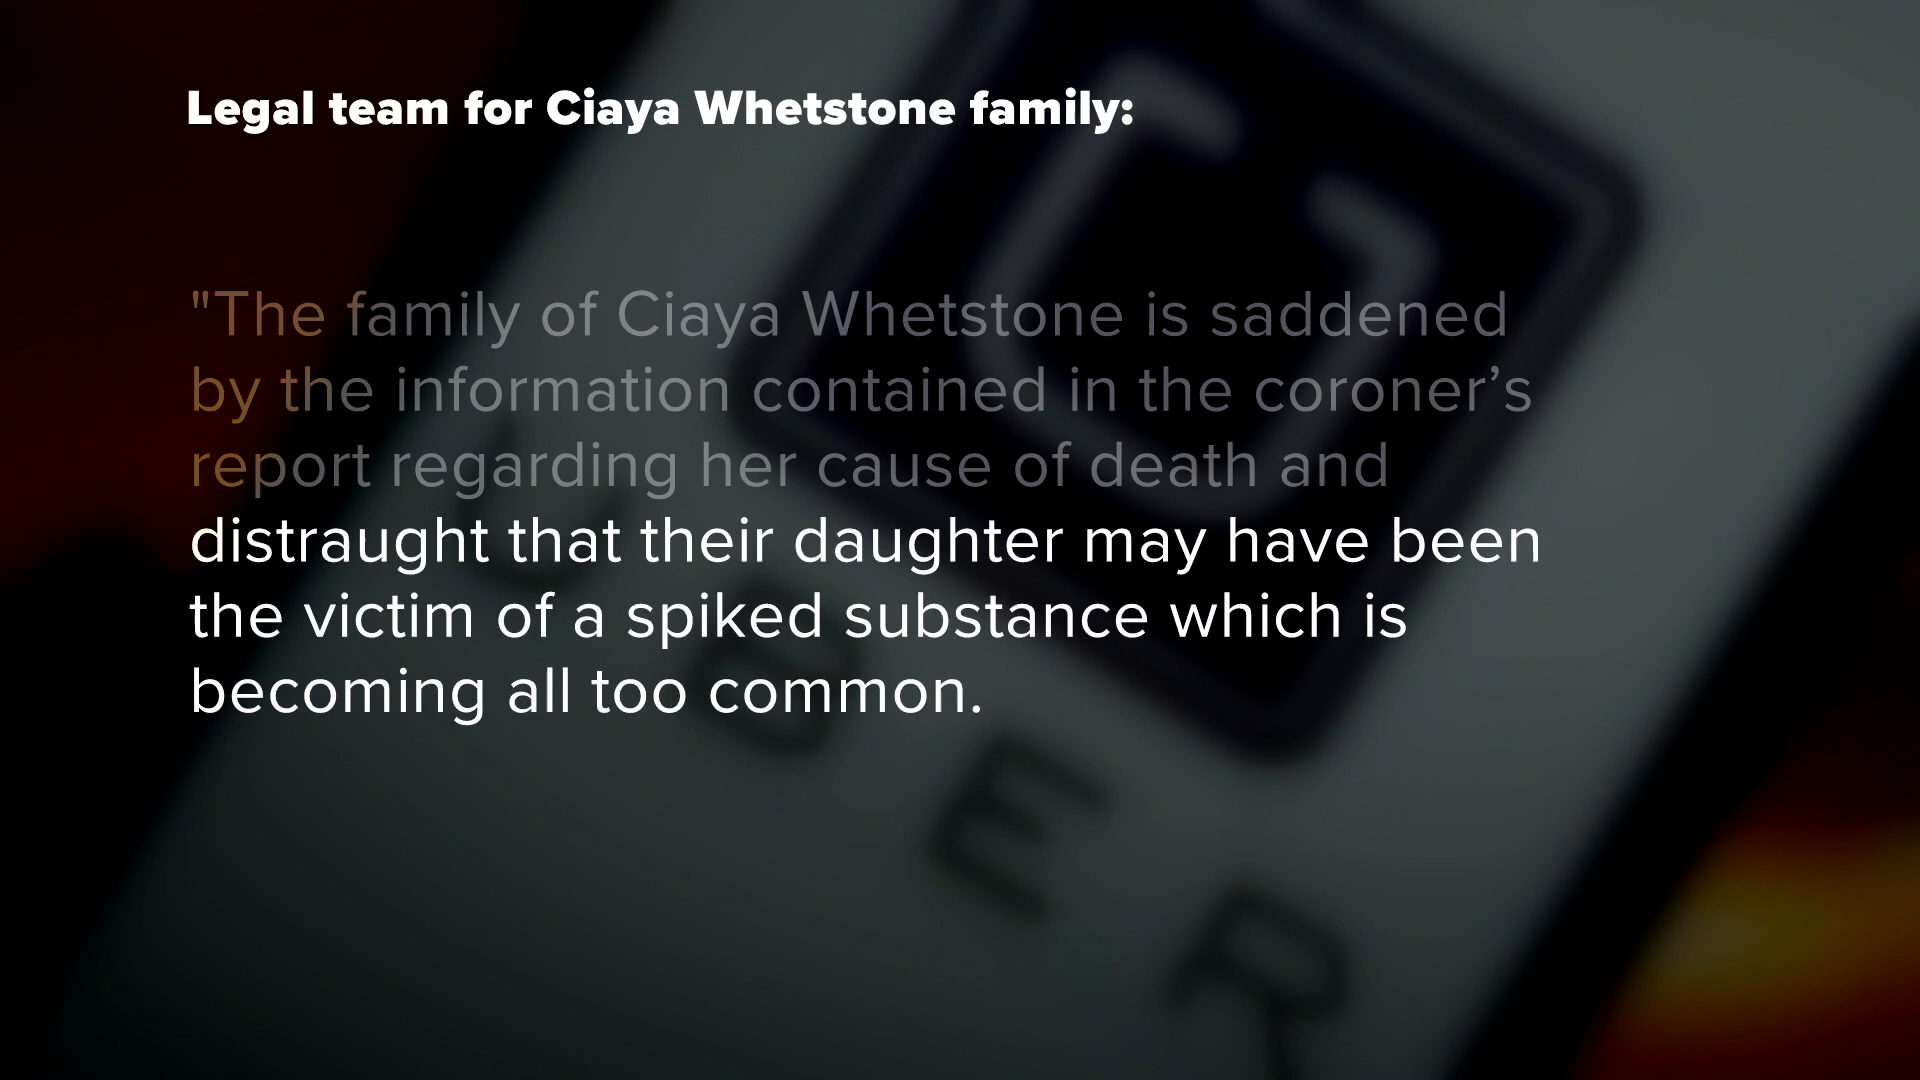 Legal team for Ciaya Whetstone family:
"The family of Ciaya Whetstone is saddened
by the information contained in the coroner’s
report regarding her cause of death and
distraught that their daughter may have been
the victim of a spiked substance which is
becoming all too common.
UBER